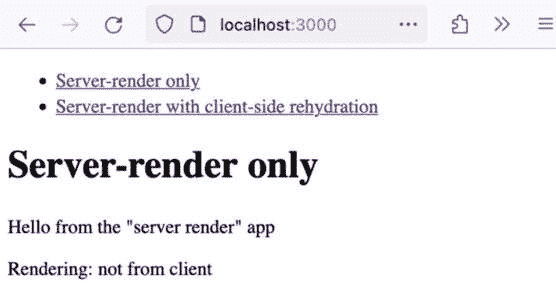 localhost:3000
Server-render only
Server-render with client-side rehydration
Server-render only
Hello from the "server render" app
Rendering: not from client